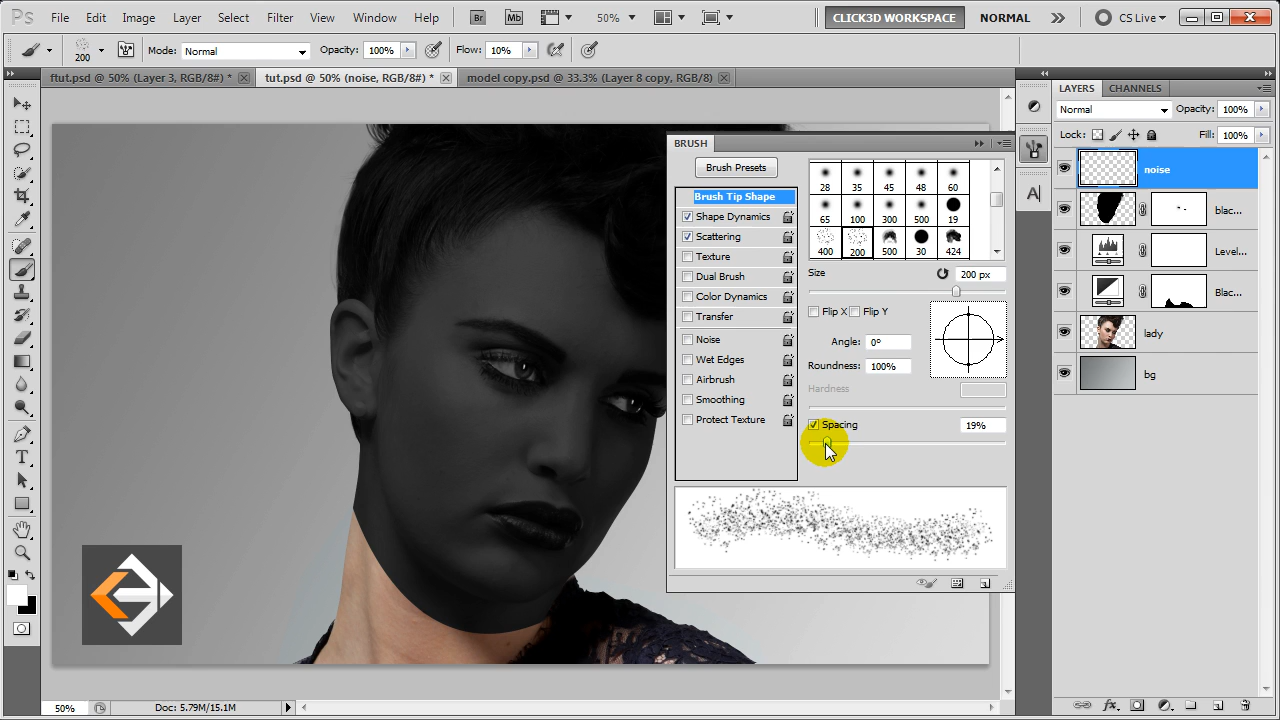 Ps File Edit Image Layer Select Filter View Window Help Br Mb 50% CLICK3D WORKSPACE NORMAL CS Live
200 Mode: Normal Opacity: 100% Flow: 10%
ftut.psd @ 50% (Layer 3, RGB/8#) * tut.psd @ 50% (noise, RGB/8#) * model copy.psd @ 33.3% (Layer 8 copy, RGB/8)
BRUSH
Brush Presets
Brush Tip Shape
Shape Dynamics
Scattering
Texture
Dual Brush
Color Dynamics
Transfer
Noise
Wet Edges
Airbrush
Smoothing
Protect Texture
28 35 45 48 60
65 100 300 500 19
400 200 500 30 424
Size 200 px
Flip X Flip Y
Angle: 0º
Roundness: 100%
Hardness
Spacing 19%
LAYERS CHANNELS
Normal Opacity: 100%
Lock: Fill: 100%
noise
blac...
Level...
Blac...
lady
bg
50% Doc: 5.79M/15.1M